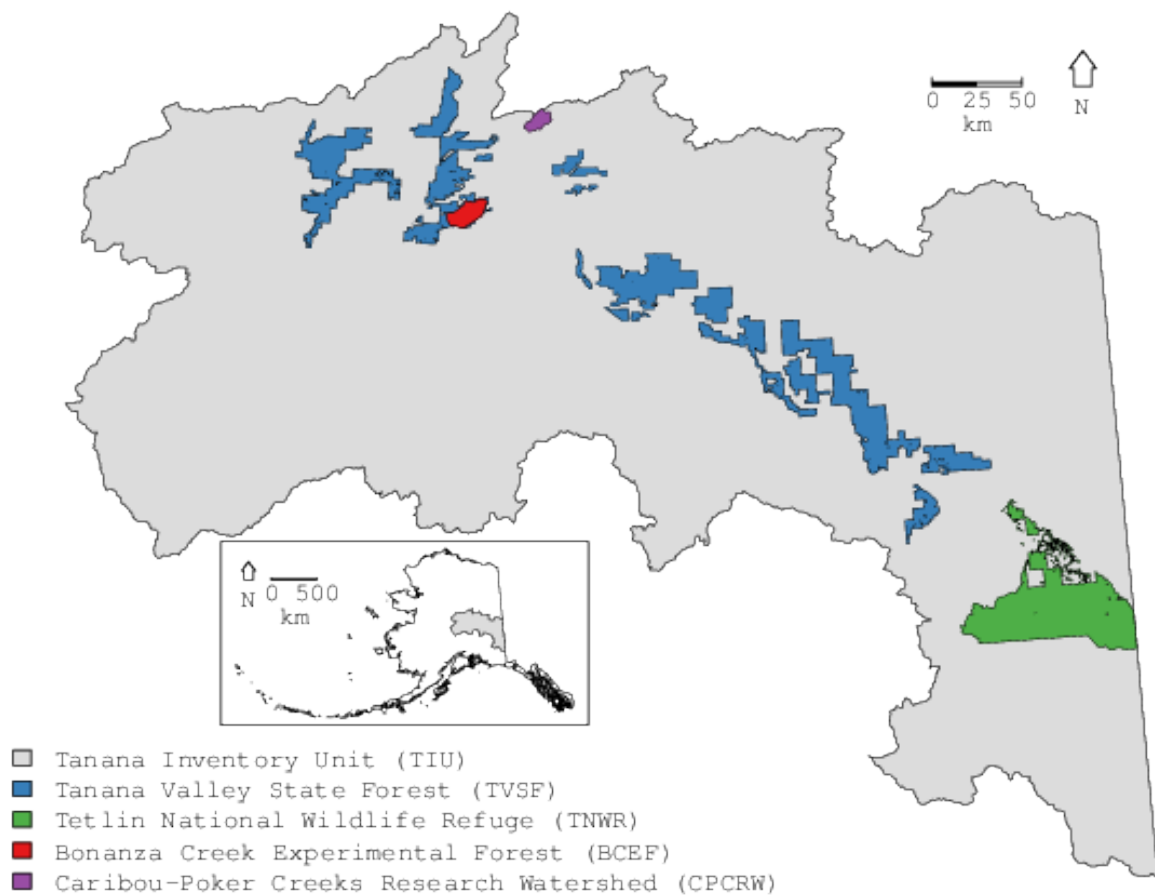 0 25 50
km
N
N
0 500
km
Tanana Inventory Unit (TIU)
Tanana Valley State Forest (TVSF)
Tetlin National Wildlife Refuge (TNWR)
Bonanza Creek Experimental Forest (BCEF)
Caribou-Poker Creeks Research Watershed (CPCRW)